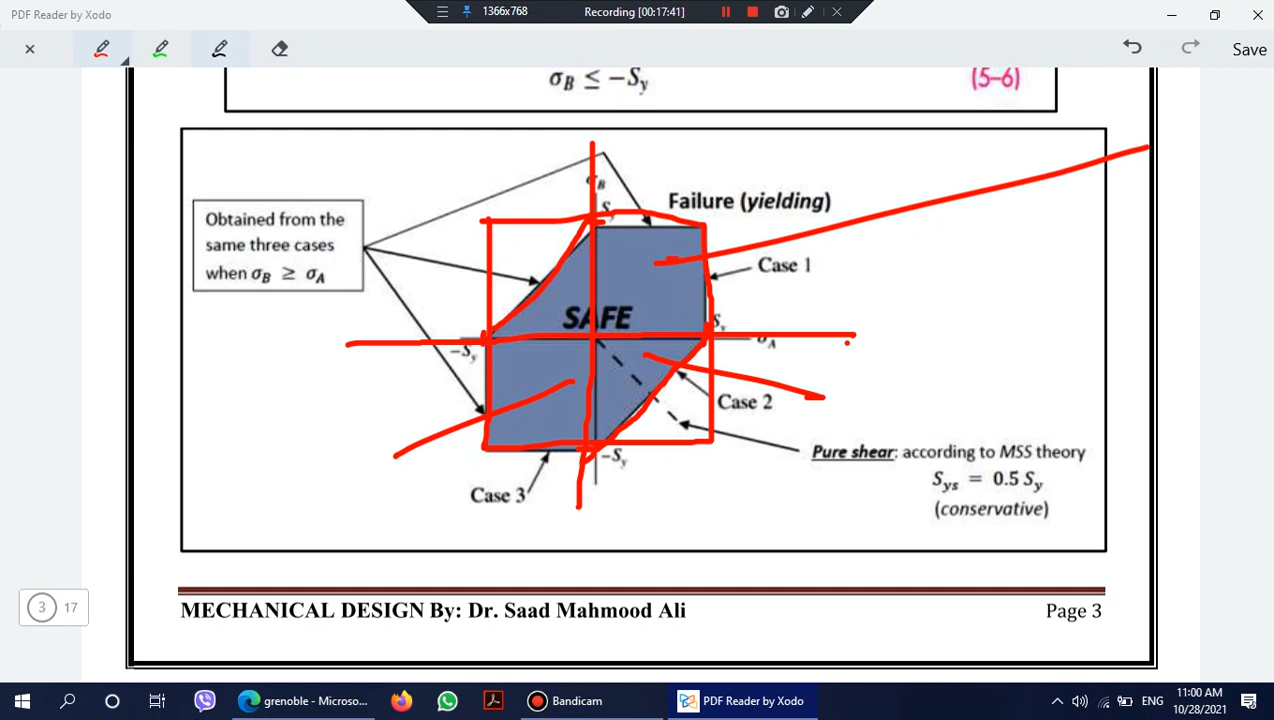 PDF Reader by Xodo
1366x768
Recording [00:17:41]
Save
σB ≤ −Sy
(5–6)
Failure (yielding)
Obtained from the
same three cases
when σB ≥ σA
Case 1
SAFE
−Sy
σA
Case 2
−Sy
Pure shear: according to MSS theory
Sys = 0.5 Sy
(conservative)
Case 3
MECHANICAL DESIGN By: Dr. Saad Mahmood Ali
Page 3
3
17
grenoble - Microso...
Bandicam
PDF Reader by Xodo
ENG
11:00 AM
10/28/2021